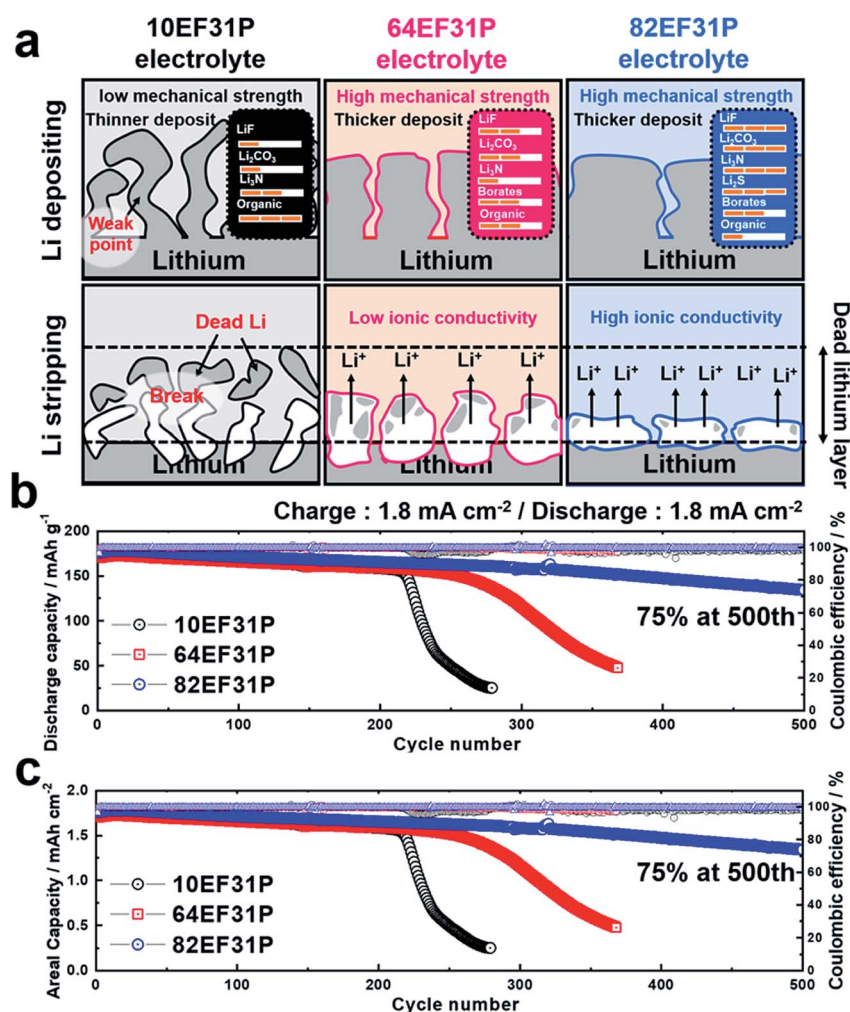 a
10EF31P
electrolyte
64EF31P
electrolyte
82EF31P
electrolyte
Li depositing
low mechanical strength
Thinner deposit
LiF
Li₂CO₃
Li₃N
Organic
Weak
point
Lithium
High mechanical strength
Thicker deposit
LiF
Li₂CO₃
Li₃N
Borates
Organic
Lithium
High mechanical strength
Thicker deposit
LiF
Li₂CO₃
Li₃N
Li₂S
Borates
Organic
Lithium
Li stripping
Dead Li
Break
Lithium
Low ionic conductivity
Li⁺ Li⁺ Li⁺ Li⁺
Lithium
High ionic conductivity
Li⁺ Li⁺ Li⁺ Li⁺ Li⁺
Lithium
Dead lithium layer
b
Charge : 1.8 mA cm⁻² / Discharge : 1.8 mA cm⁻²
Discharge capacity / mAh g⁻¹
200
150
100
50
0
10EF31P
64EF31P
82EF31P
75% at 500th
100
80
60
40
20
0
Coulombic efficiency / %
0 100 200 300 400 500
Cycle number
c
Areal Capacity / mAh cm⁻²
2.0
1.5
1.0
0.5
0.0
10EF31P
64EF31P
82EF31P
75% at 500th
100
80
60
40
20
0
Coulombic efficiency / %
0 100 200 300 400 500
Cycle number